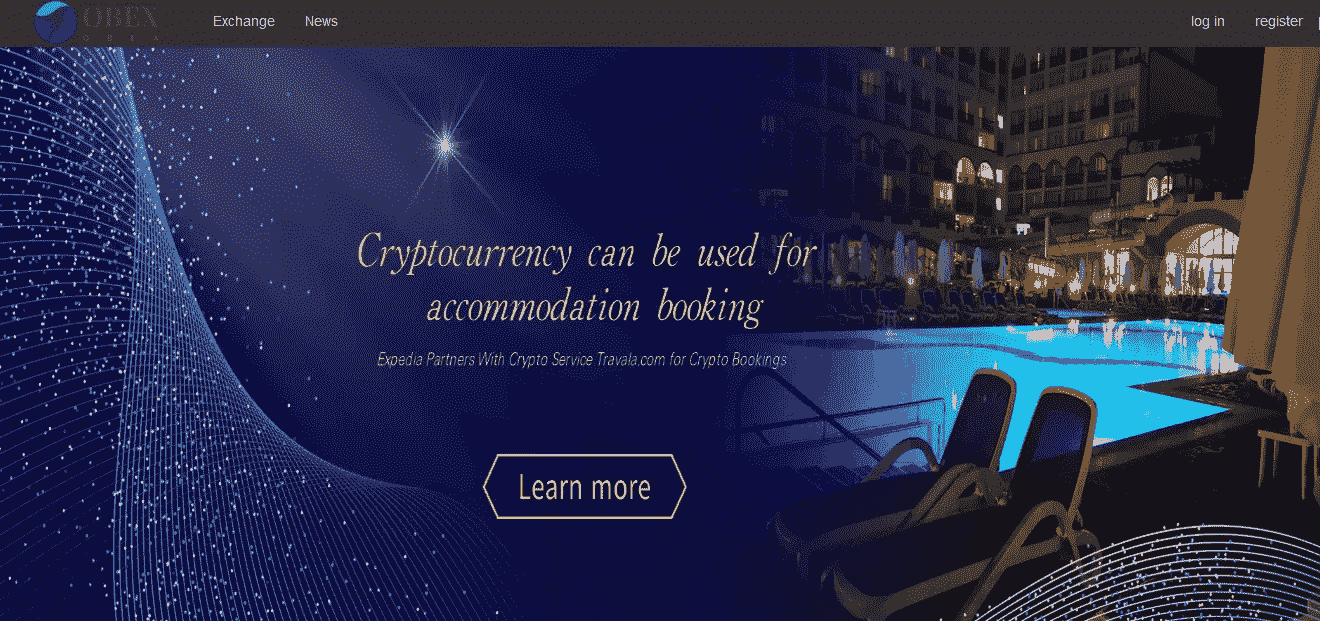 OBEX
Exchange
News
log in
register
Cryptocurrency can be used for
accommodation booking
Expedia Partners With Crypto Service Travala.com for Crypto Bookings
Learn more